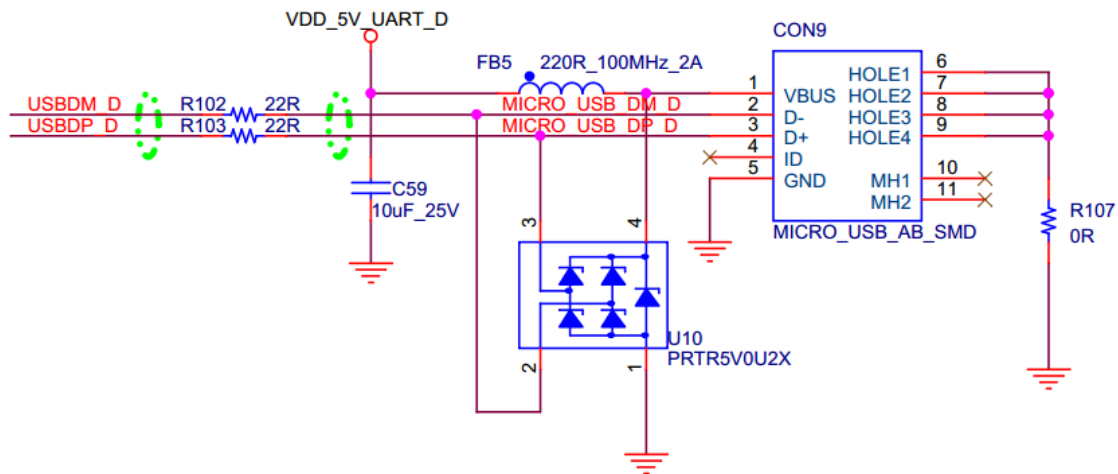 VDD_5V_UART_D
CON9
FB5 220R_100MHz_2A
USBDM_D R102 22R MICRO_USB_DM_D
USBDP_D R103 22R MICRO_USB_DP_D
1 VBUS HOLE1 6
2 D- HOLE2 7
3 D+ HOLE3 8
4 ID HOLE4 9
5 GND
MH1 10
MH2 11
C59
10uF_25V
MICRO_USB_AB_SMD
R107
0R
3 4
U10
PRTR5V0U2X
2 1